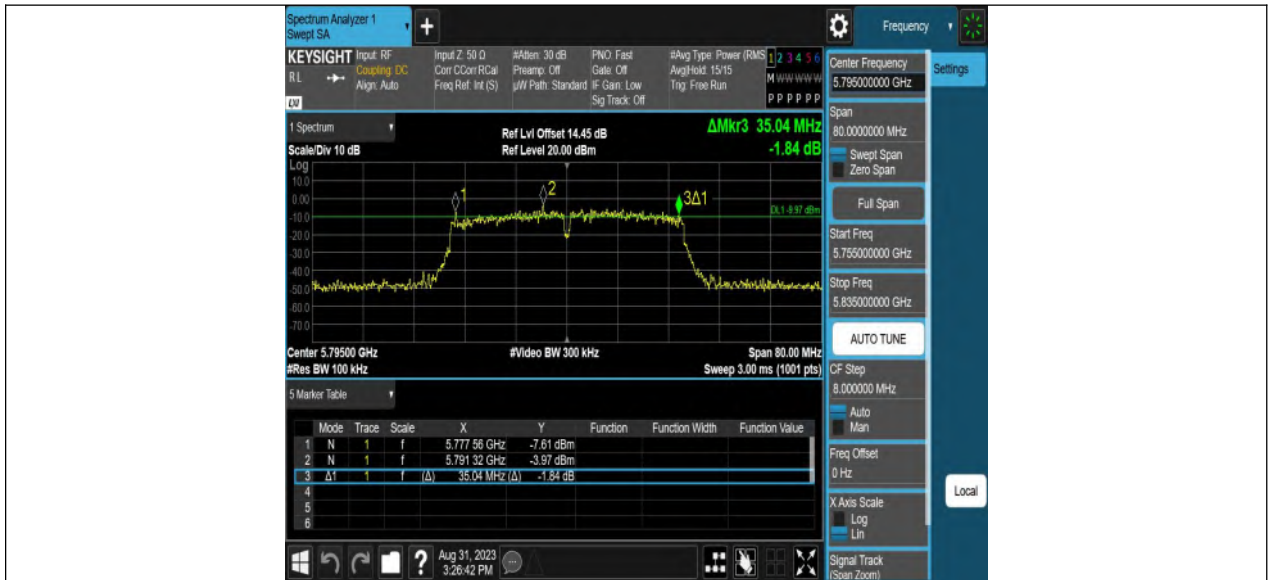 Spectrum Analyzer 1
Swept SA
+
Frequency
KEYSIGHT
RL
LXI
Input: RF
Coupling: DC
Align: Auto
Input Z: 50 Ω
Corr CCorr RCal
Freq Ref: Int (S)
#Atten: 30 dB
Preamp: Off
µW Path: Standard
PNO: Fast
Gate: Off
IF Gain: Low
Sig Track: Off
#Avg Type: Power (RMS
Avg|Hold: 15/15
Trig: Free Run
1 2 3 4 5 6
M W W W W W
P P P P P P
1 Spectrum
Scale/Div 10 dB
Ref Lvl Offset 14.45 dB
Ref Level 20.00 dBm
ΔMkr3 35.04 MHz
-1.84 dB
Log
10.0
0.00
-10.0
-20.0
-30.0
-40.0
-50.0
-60.0
-70.0
1
2
3Δ1
DL1 -9.97 dBm
Center 5.79500 GHz
#Video BW 300 kHz
Span 80.00 MHz
#Res BW 100 kHz
Sweep 3.00 ms (1001 pts)
5 Marker Table
Mode Trace Scale X Y Function Function Width Function Value
1 N 1 f 5.777 56 GHz -7.61 dBm
2 N 1 f 5.791 32 GHz -3.97 dBm
3 Δ1 1 f (Δ) 35.04 MHz (Δ) -1.84 dB
4
5
6
?
Aug 31, 2023
3:26:42 PM
Center Frequency
5.795000000 GHz
Settings
Span
80.0000000 MHz
Swept Span
Zero Span
Full Span
Start Freq
5.755000000 GHz
Stop Freq
5.835000000 GHz
AUTO TUNE
CF Step
8.000000 MHz
Auto
Man
Freq Offset
0 Hz
X Axis Scale
Log
Lin
Local
Signal Track
(Span Zoom)